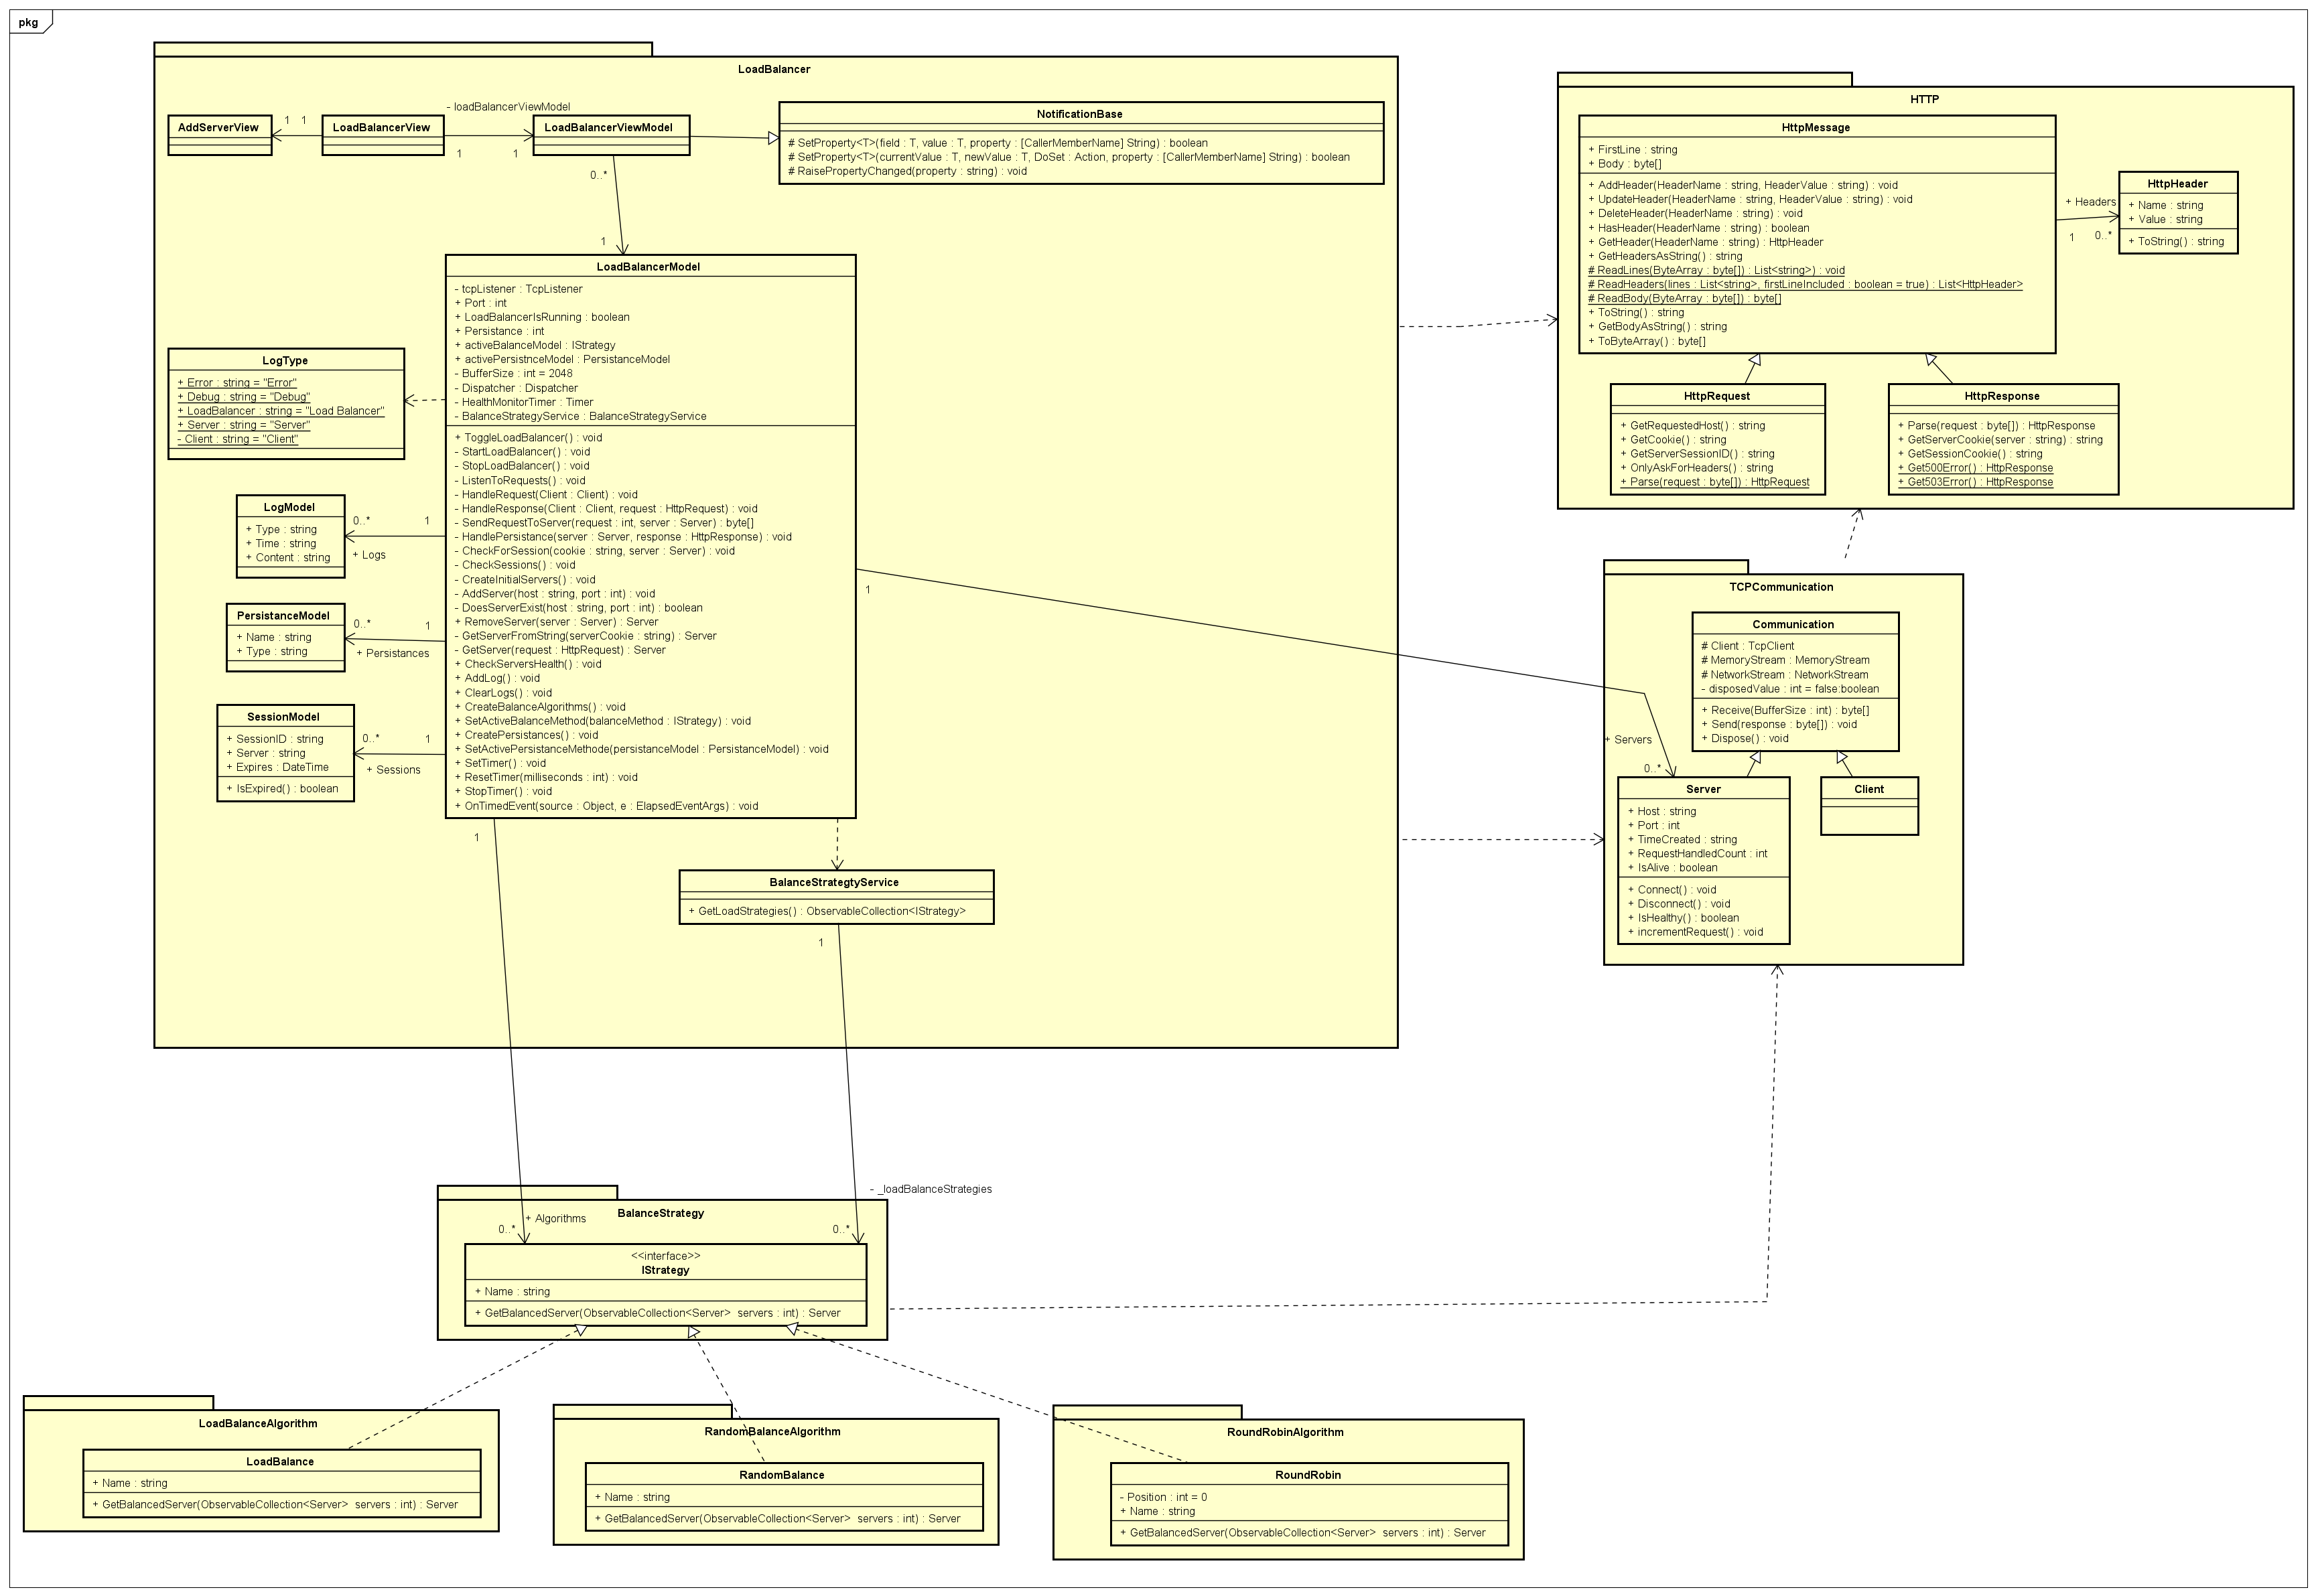 pkg
LoadBalancer
AddServerView
1 1
LoadBalancerView
- loadBalancerViewModel
1 1
LoadBalancerViewModel
NotificationBase
# SetProperty<T>(field : T, value : T, property : [CallerMemberName] String) : boolean
# SetProperty<T>(currentValue : T, newValue : T, DoSet : Action, property : [CallerMemberName] String) : boolean
# RaisePropertyChanged(property : string) : void
0..*
1
LoadBalancerModel
- tcpListener : TcpListener
+ Port : int
+ LoadBalancerIsRunning : boolean
+ Persistance : int
+ activeBalanceModel : IStrategy
+ activePersistnceModel : PersistanceModel
- BufferSize : int = 2048
- Dispatcher : Dispatcher
- HealthMonitorTimer : Timer
- BalanceStrategyService : BalanceStrategyService
+ ToggleLoadBalancer() : void
- StartLoadBalancer() : void
- StopLoadBalancer() : void
- ListenToRequests() : void
- HandleRequest(Client : Client) : void
- HandleResponse(Client : Client, request : HttpRequest) : void
- SendRequestToServer(request : int, server : Server) : byte[]
- HandlePersistance(server : Server, response : HttpResponse) : void
- CheckForSession(cookie : string, server : Server) : void
- CheckSessions() : void
- CreateInitialServers() : void
- AddServer(host : string, port : int) : void
- DoesServerExist(host : string, port : int) : boolean
+ RemoveServer(server : Server) : Server
- GetServerFromString(serverCookie : string) : Server
- GetServer(request : HttpRequest) : Server
+ CheckServersHealth() : void
+ AddLog() : void
+ ClearLogs() : void
+ CreateBalanceAlgorithms() : void
+ SetActiveBalanceMethod(balanceMethod : IStrategy) : void
+ CreatePersistances() : void
+ SetActivePersistanceMethode(persistanceModel : PersistanceModel) : void
+ SetTimer() : void
+ ResetTimer(milliseconds : int) : void
+ StopTimer() : void
+ OnTimedEvent(source : Object, e : ElapsedEventArgs) : void
LogType
+ Error : string = "Error"
+ Debug : string = "Debug"
+ LoadBalancer : string = "Load Balancer"
+ Server : string = "Server"
- Client : string = "Client"
LogModel
+ Type : string
+ Time : string
+ Content : string
0..* 1
+ Logs
PersistanceModel
+ Name : string
+ Type : string
0..* 1
+ Persistances
SessionModel
+ SessionID : string
+ Server : string
+ Expires : DateTime
+ IsExpired() : boolean
0..* 1
+ Sessions
1
BalanceStrategtyService
+ GetLoadStrategies() : ObservableCollection<IStrategy>
1
1
+ Servers
0..*
HTTP
HttpMessage
+ FirstLine : string
+ Body : byte[]
+ AddHeader(HeaderName : string, HeaderValue : string) : void
+ UpdateHeader(HeaderName : string, HeaderValue : string) : void
+ DeleteHeader(HeaderName : string) : void
+ HasHeader(HeaderName : string) : boolean
+ GetHeader(HeaderName : string) : HttpHeader
+ GetHeadersAsString() : string
# ReadLines(ByteArray : byte[]) : List<string>) : void
# ReadHeaders(lines : List<string>, firstLineIncluded : boolean = true) : List<HttpHeader>
# ReadBody(ByteArray : byte[]) : byte[]
+ ToString() : string
+ GetBodyAsString() : string
+ ToByteArray() : byte[]
+ Headers
1 0..*
HttpHeader
+ Name : string
+ Value : string
+ ToString() : string
HttpRequest
+ GetRequestedHost() : string
+ GetCookie() : string
+ GetServerSessionID() : string
+ OnlyAskForHeaders() : string
+ Parse(request : byte[]) : HttpRequest
HttpResponse
+ Parse(request : byte[]) : HttpResponse
+ GetServerCookie(server : string) : string
+ GetSessionCookie() : string
+ Get500Error() : HttpResponse
+ Get503Error() : HttpResponse
TCPCommunication
Communication
# Client : TcpClient
# MemoryStream : MemoryStream
# NetworkStream : NetworkStream
- disposedValue : int = false:boolean
+ Receive(BufferSize : int) : byte[]
+ Send(response : byte[]) : void
+ Dispose() : void
Server
+ Host : string
+ Port : int
+ TimeCreated : string
+ RequestHandledCount : int
+ IsAlive : boolean
+ Connect() : void
+ Disconnect() : void
+ IsHealthy() : boolean
+ incrementRequest() : void
Client
- _loadBalanceStrategies
BalanceStrategy
+ Algorithms
0..* 0..*
<<interface>>
IStrategy
+ Name : string
+ GetBalancedServer(ObservableCollection<Server> servers : int) : Server
LoadBalanceAlgorithm
LoadBalance
+ Name : string
+ GetBalancedServer(ObservableCollection<Server> servers : int) : Server
RandomBalanceAlgorithm
RandomBalance
+ Name : string
+ GetBalancedServer(ObservableCollection<Server> servers : int) : Server
RoundRobinAlgorithm
RoundRobin
- Position : int = 0
+ Name : string
+ GetBalancedServer(ObservableCollection<Server> servers : int) : Server